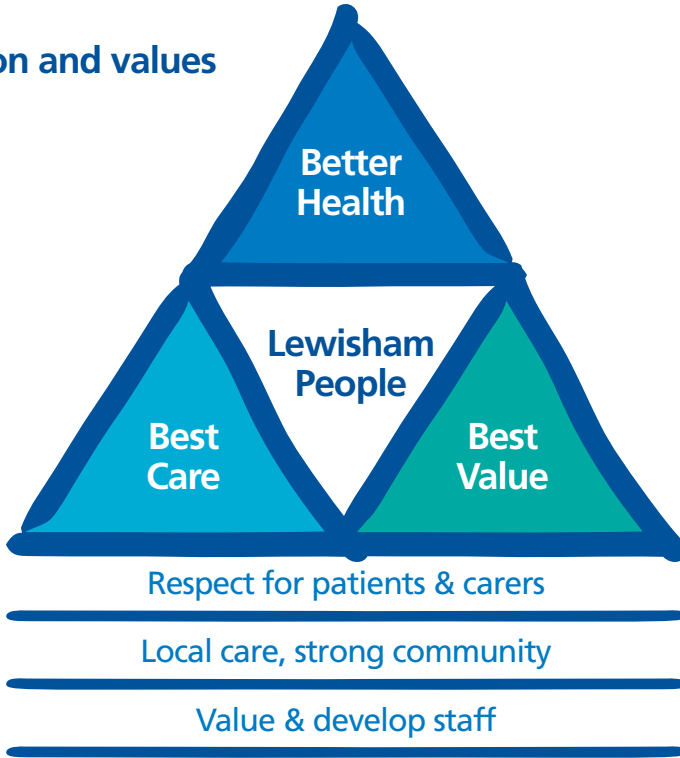 on and values
Better
Health
Lewisham
People
Best
Care
Best
Value
Respect for patients & carers
Local care, strong community
Value & develop staff